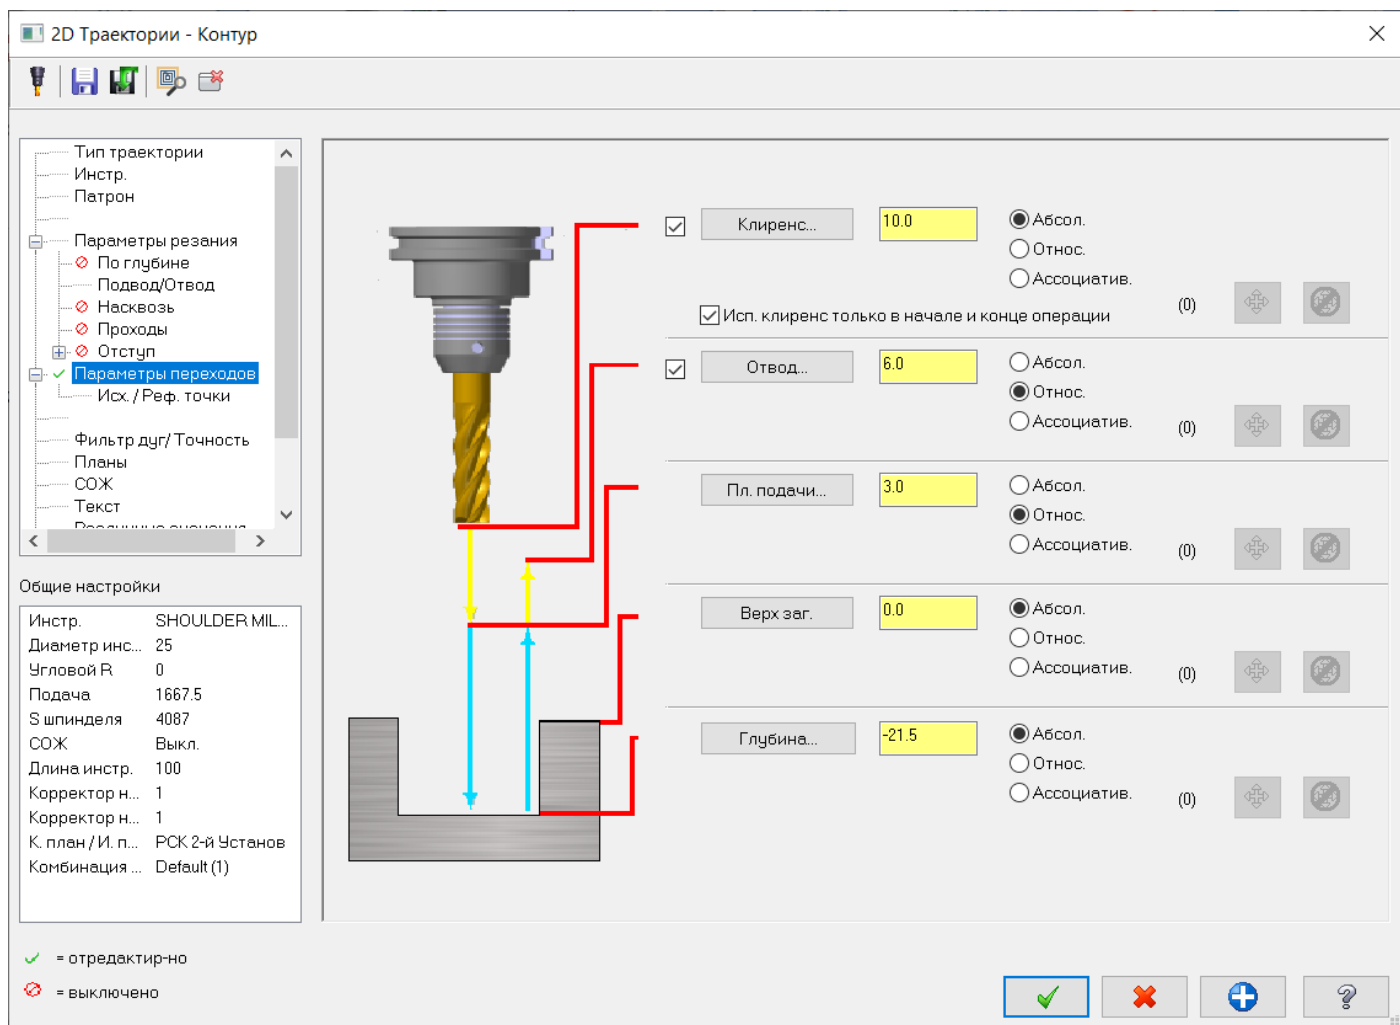 2D Траектории - Контур
Тип траектории
Инстр.
Патрон
Параметры резания
По глубине
Подвод/Отвод
Насквозь
Проходы
Отступ
Параметры переходов
Исх. / Реф. точки
Фильтр дуг/ Точность
Планы
СОЖ
Текст
Общие настройки
Инстр. SHOULDER MIL...
Диаметр инс... 25
Угловой R 0
Подача 1667.5
S шпинделя 4087
СОЖ Выкл.
Длина инстр. 100
Корректор н... 1
Корректор н... 1
К. план / И. п... РСК 2-й Установ
Комбинация ... Default (1)
= отредактир-но
= выключено
Клиренс... 10.0 Абсол.
Относ.
Ассоциатив.
(0)
Исп. клиренс только в начале и конце операции
Отвод... 6.0 Абсол.
Относ.
Ассоциатив.
(0)
Пл. подачи... 3.0 Абсол.
Относ.
Ассоциатив.
(0)
Верх заг. 0.0 Абсол.
Относ.
Ассоциатив.
(0)
Глубина... -21.5 Абсол.
Относ.
Ассоциатив.
(0)